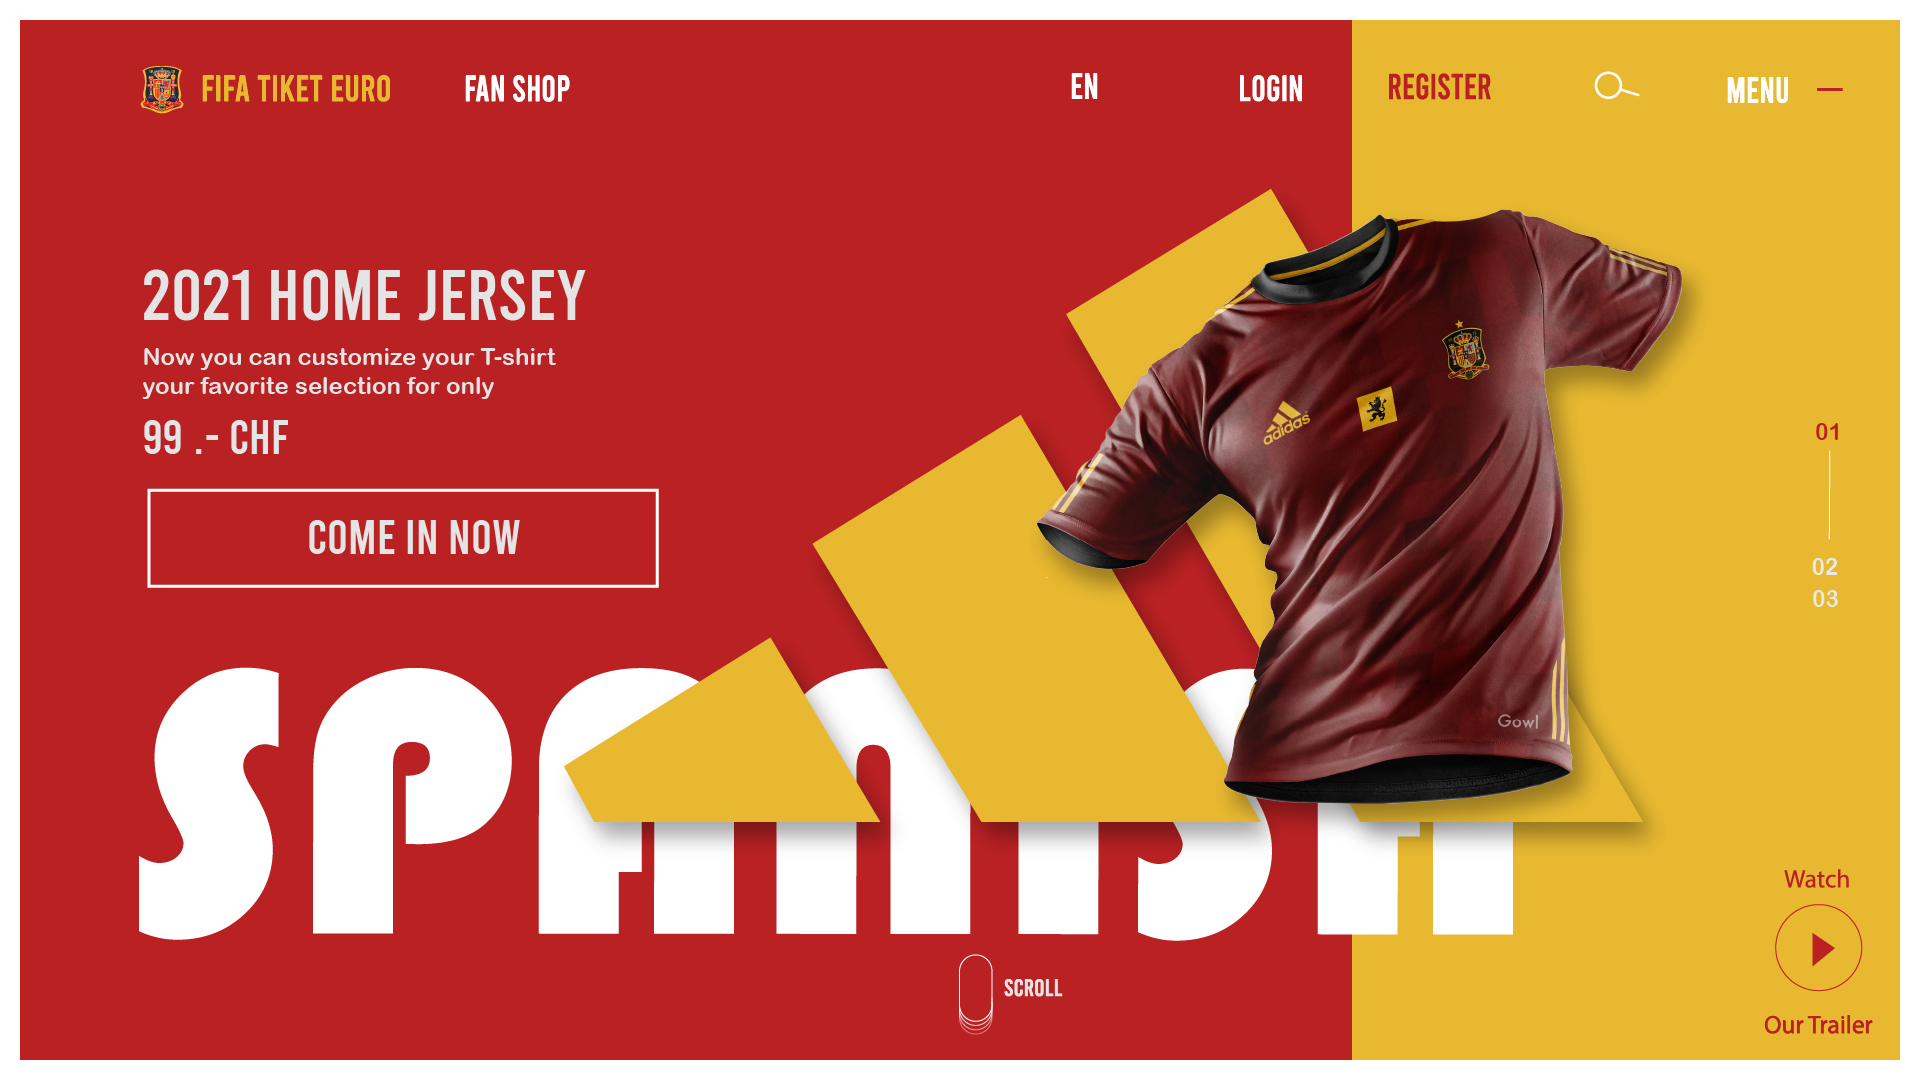 FIFA TIKET EURO
FAN SHOP
EN
LOGIN
REGISTER
MENU
2021 HOME JERSEY
Now you can customize your T-shirt
your favorite selection for only
99 .- CHF
COME IN NOW
adidas
Gowl
01
02
03
SPANISH
SCROLL
Watch
Our Trailer